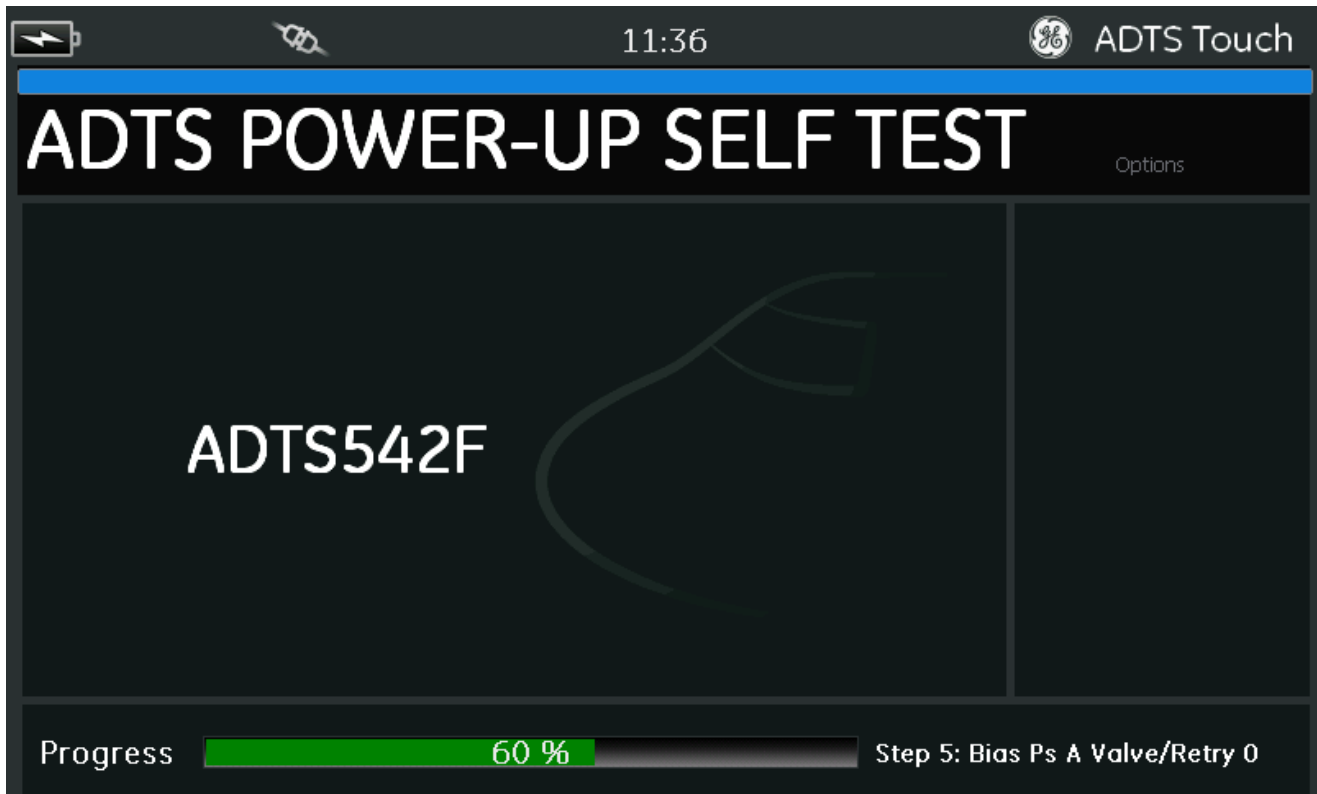 11:36 ADTS Touch
ADTS POWER-UP SELF TEST
Options
ADTS542F
Progress 60 % Step 5: Bias Ps A Valve/Retry 0